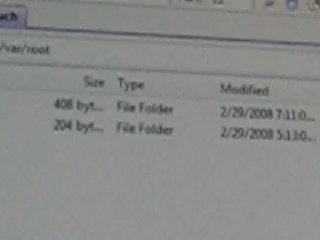 uch
/var/root
Size Type Modified
408 byt... File Folder 2/29/2008 7:11:0...
204 byt... File Folder 2/29/2008 5:13:0...